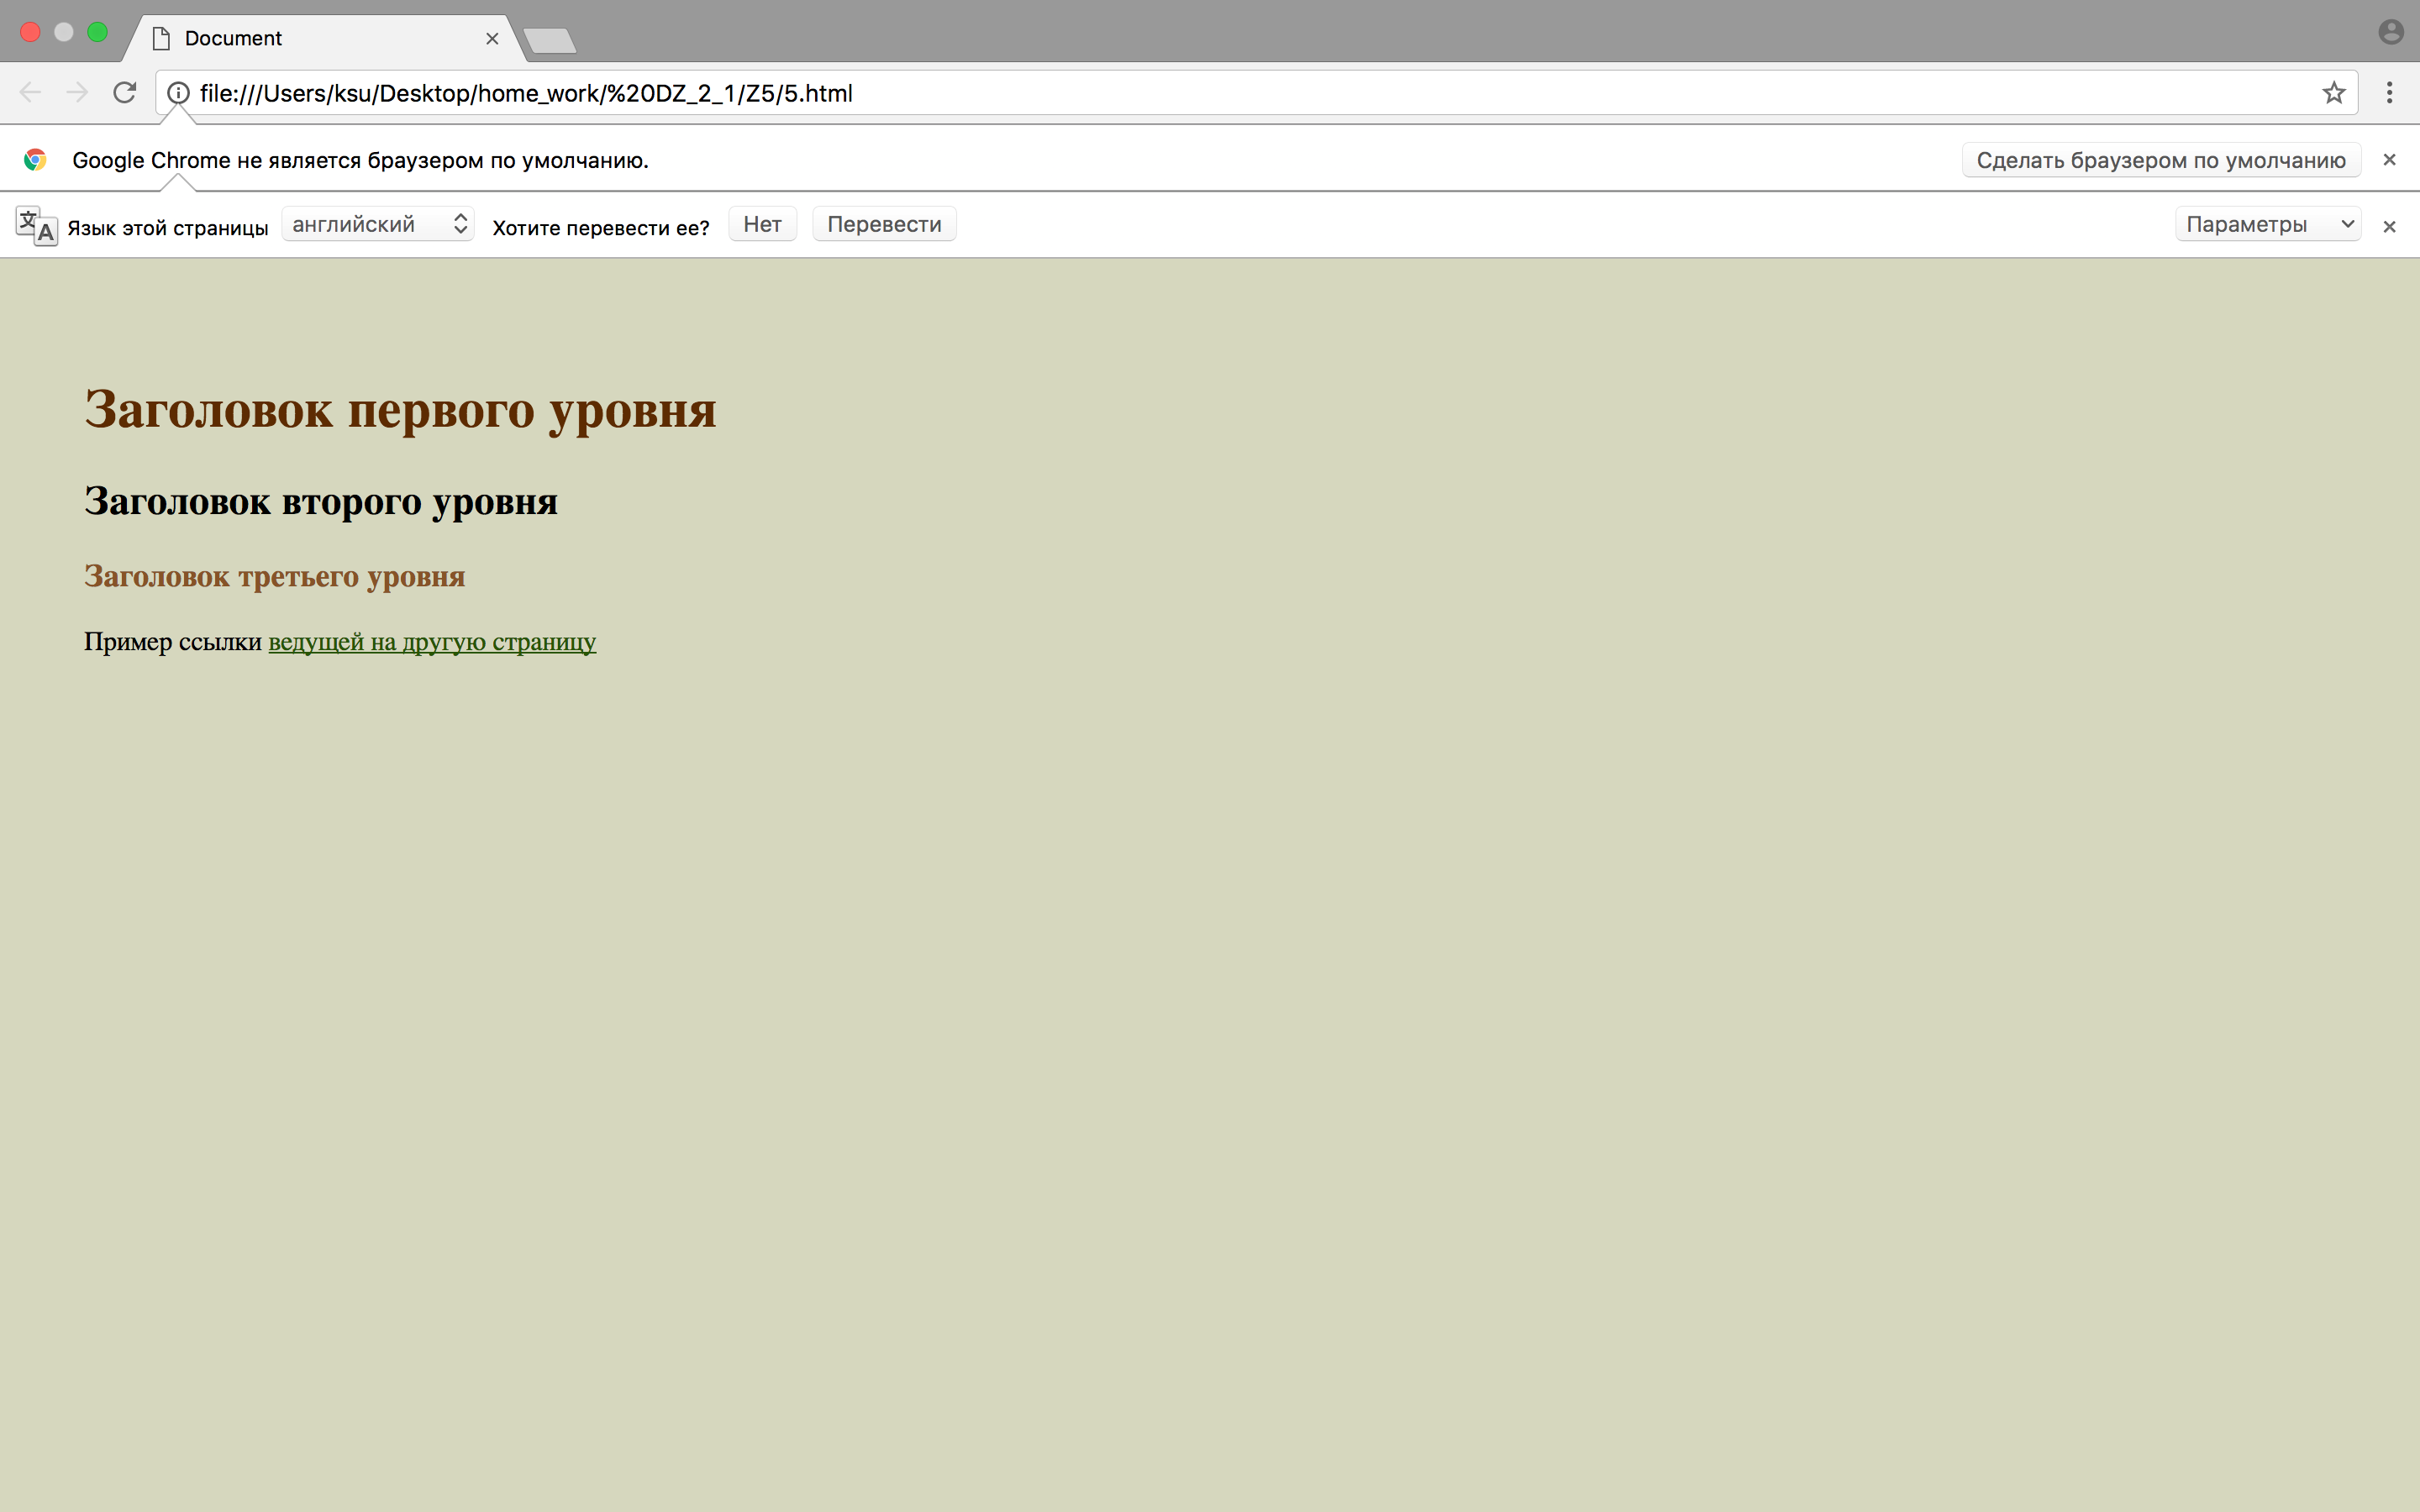 Document
file:///Users/ksu/Desktop/home_work/%20DZ_2_1/Z5/5.html
Google Chrome не является браузером по умолчанию. Сделать браузером по умолчанию
Язык этой страницы английский Хотите перевести ее? Нет Перевести Параметры
Заголовок первого уровня
Заголовок второго уровня
Заголовок третьего уровня
Пример ссылки ведущей на другую страницу